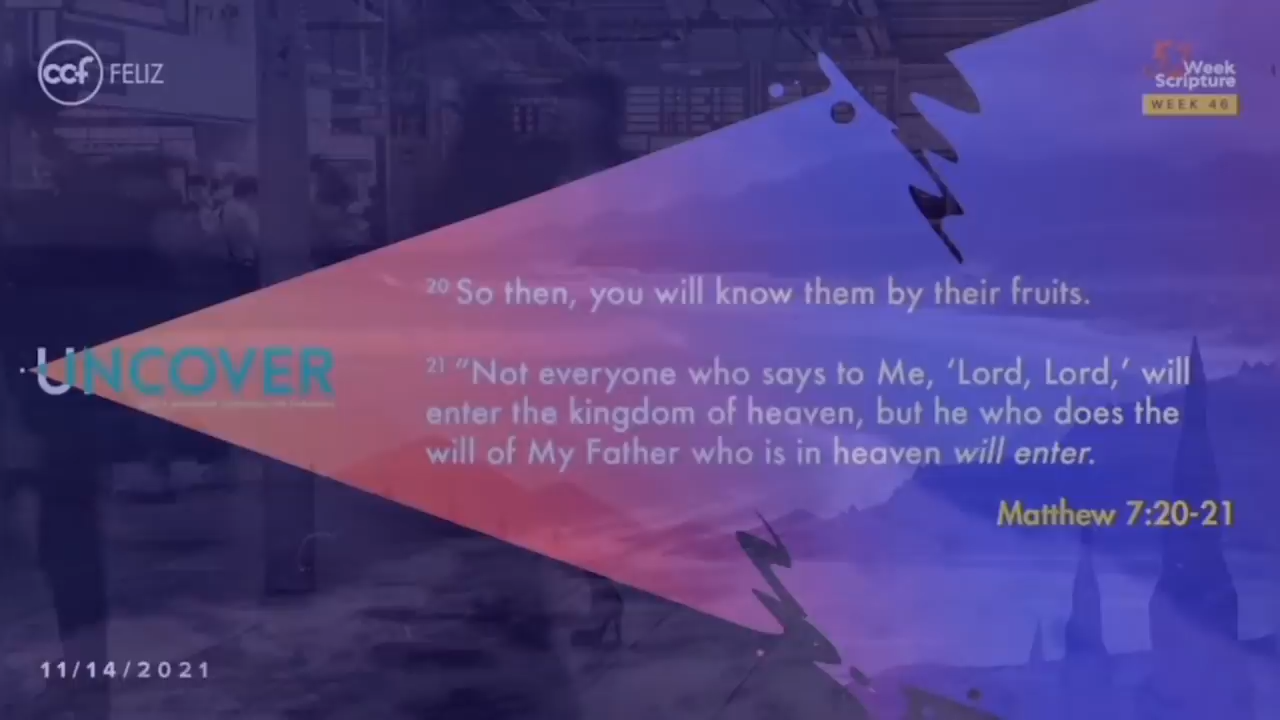 ccf FELIZ
52 Week
Scripture
WEEK 46
20 So then, you will know them by their fruits.
UNCOVER
21 “Not everyone who says to Me, ‘Lord, Lord,’ will
enter the kingdom of heaven, but he who does the
will of My Father who is in heaven will enter.
Matthew 7:20-21
11/14/2021